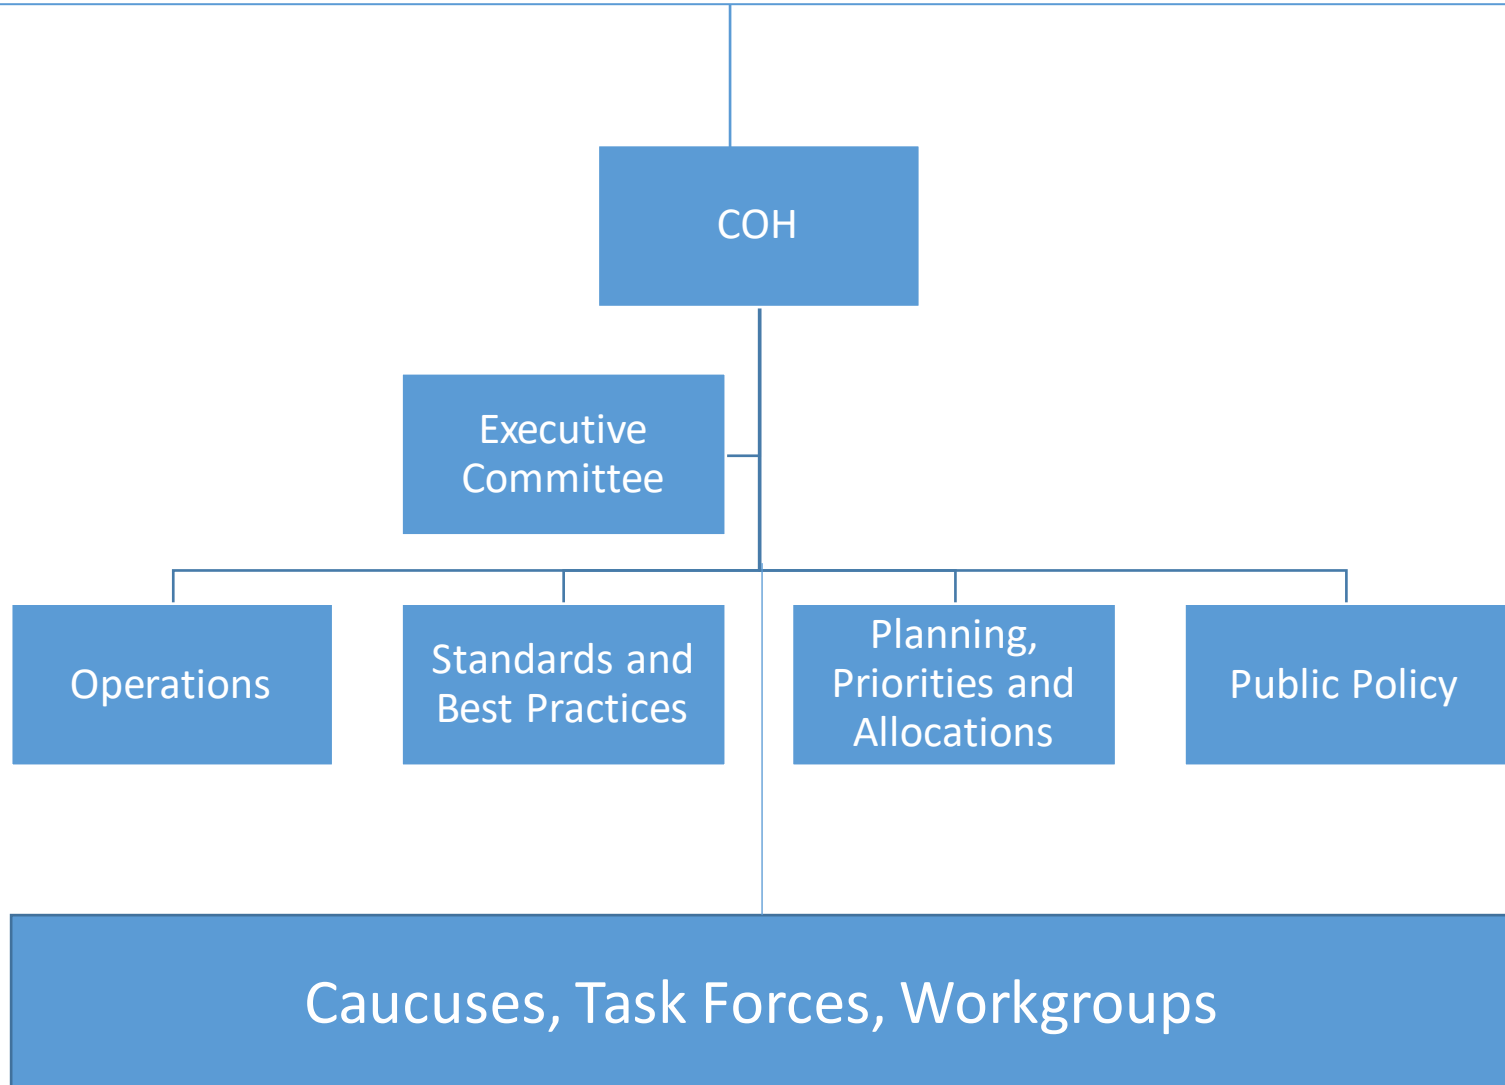 COH
Executive
Committee
Operations
Standards and
Best Practices
Planning,
Priorities and
Allocations
Public Policy
Caucuses, Task Forces, Workgroups